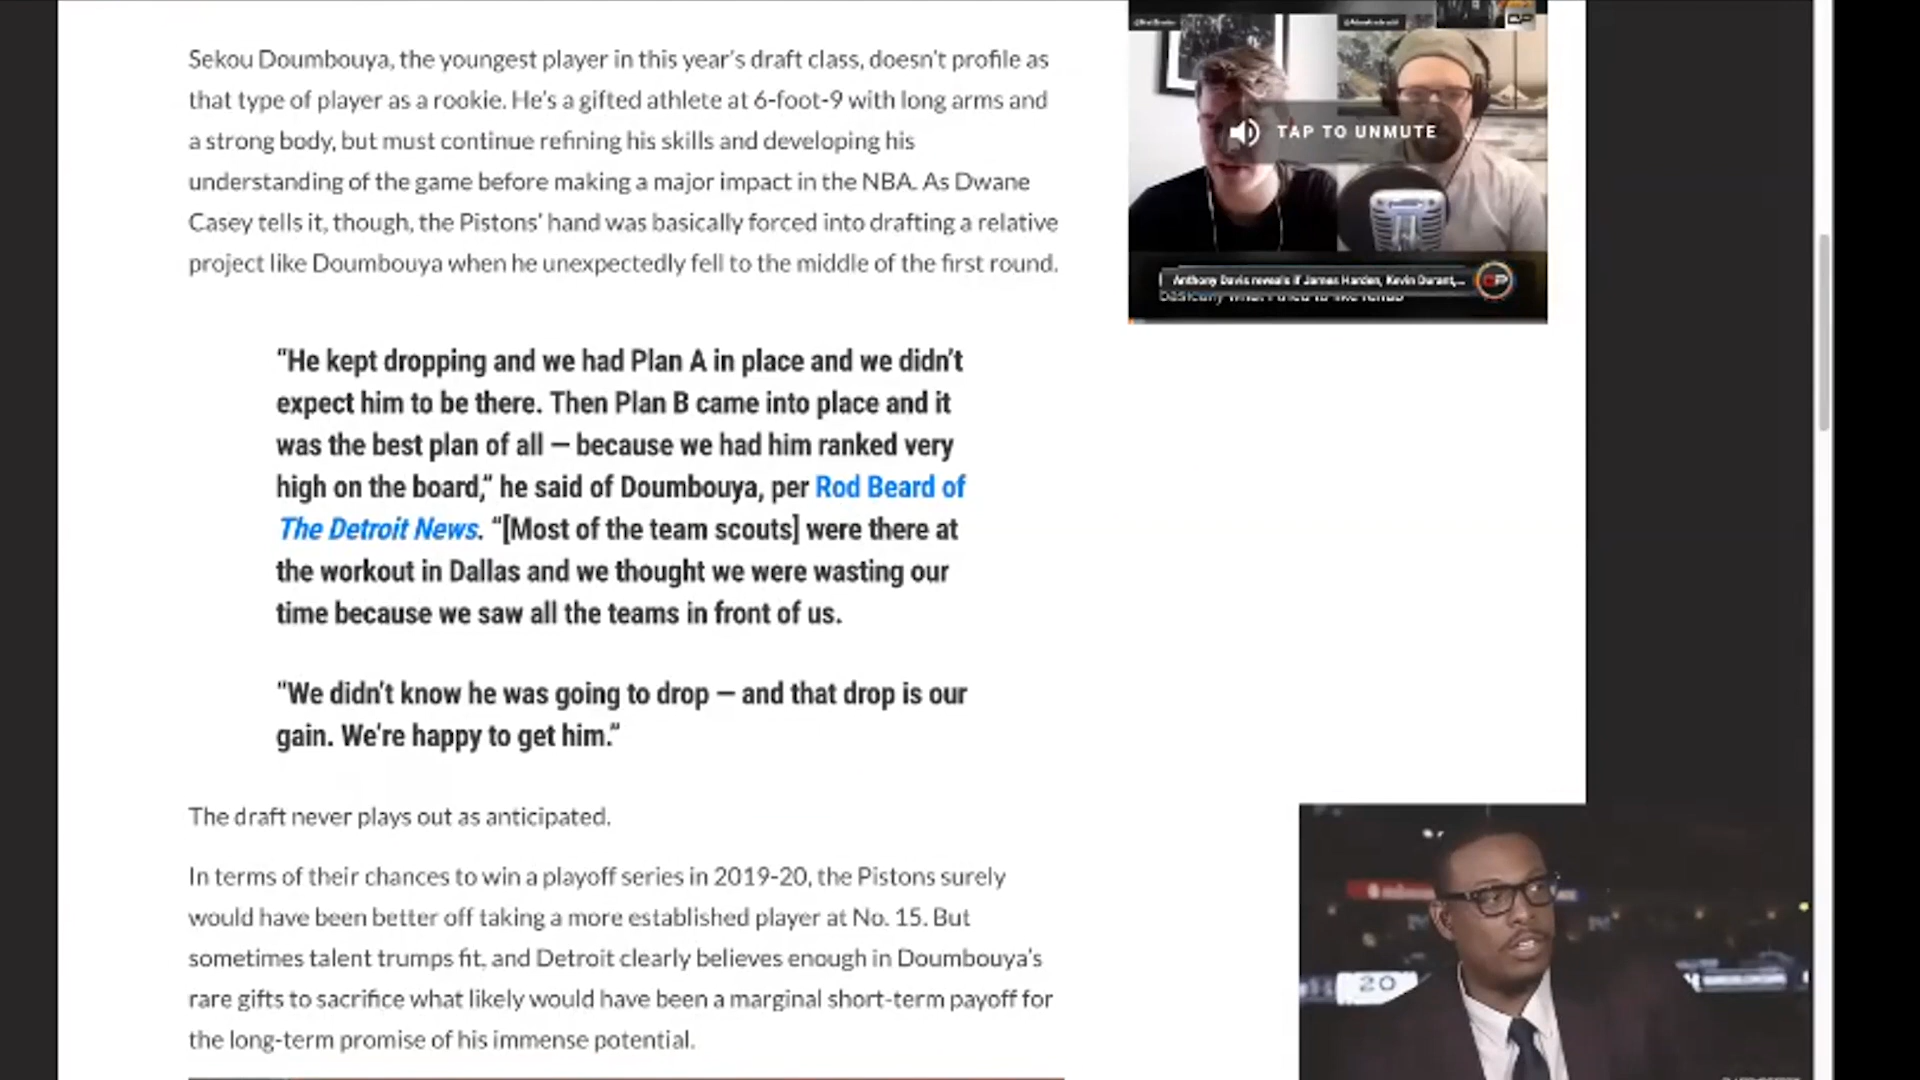 Sekou Doumbouya, the youngest player in this year's draft class, doesn't profile as
that type of player as a rookie. He's a gifted athlete at 6-foot-9 with long arms and
a strong body, but must continue refining his skills and developing his
understanding of the game before making a major impact in the NBA. As Dwane
Casey tells it, though, the Pistons' hand was basically forced into drafting a relative
project like Doumbouya when he unexpectedly fell to the middle of the first round.
TAP TO UNMUTE
Anthony Davis reveals if James Harden, Kevin Durant,...
“He kept dropping and we had Plan A in place and we didn’t
expect him to be there. Then Plan B came into place and it
was the best plan of all — because we had him ranked very
high on the board,” he said of Doumbouya, per Rod Beard of
The Detroit News. “[Most of the team scouts] were there at
the workout in Dallas and we thought we were wasting our
time because we saw all the teams in front of us.
“We didn’t know he was going to drop — and that drop is our
gain. We’re happy to get him.”
The draft never plays out as anticipated.
In terms of their chances to win a playoff series in 2019-20, the Pistons surely
would have been better off taking a more established player at No. 15. But
sometimes talent trumps fit, and Detroit clearly believes enough in Doumbouya's
rare gifts to sacrifice what likely would have been a marginal short-term payoff for
the long-term promise of his immense potential.
20